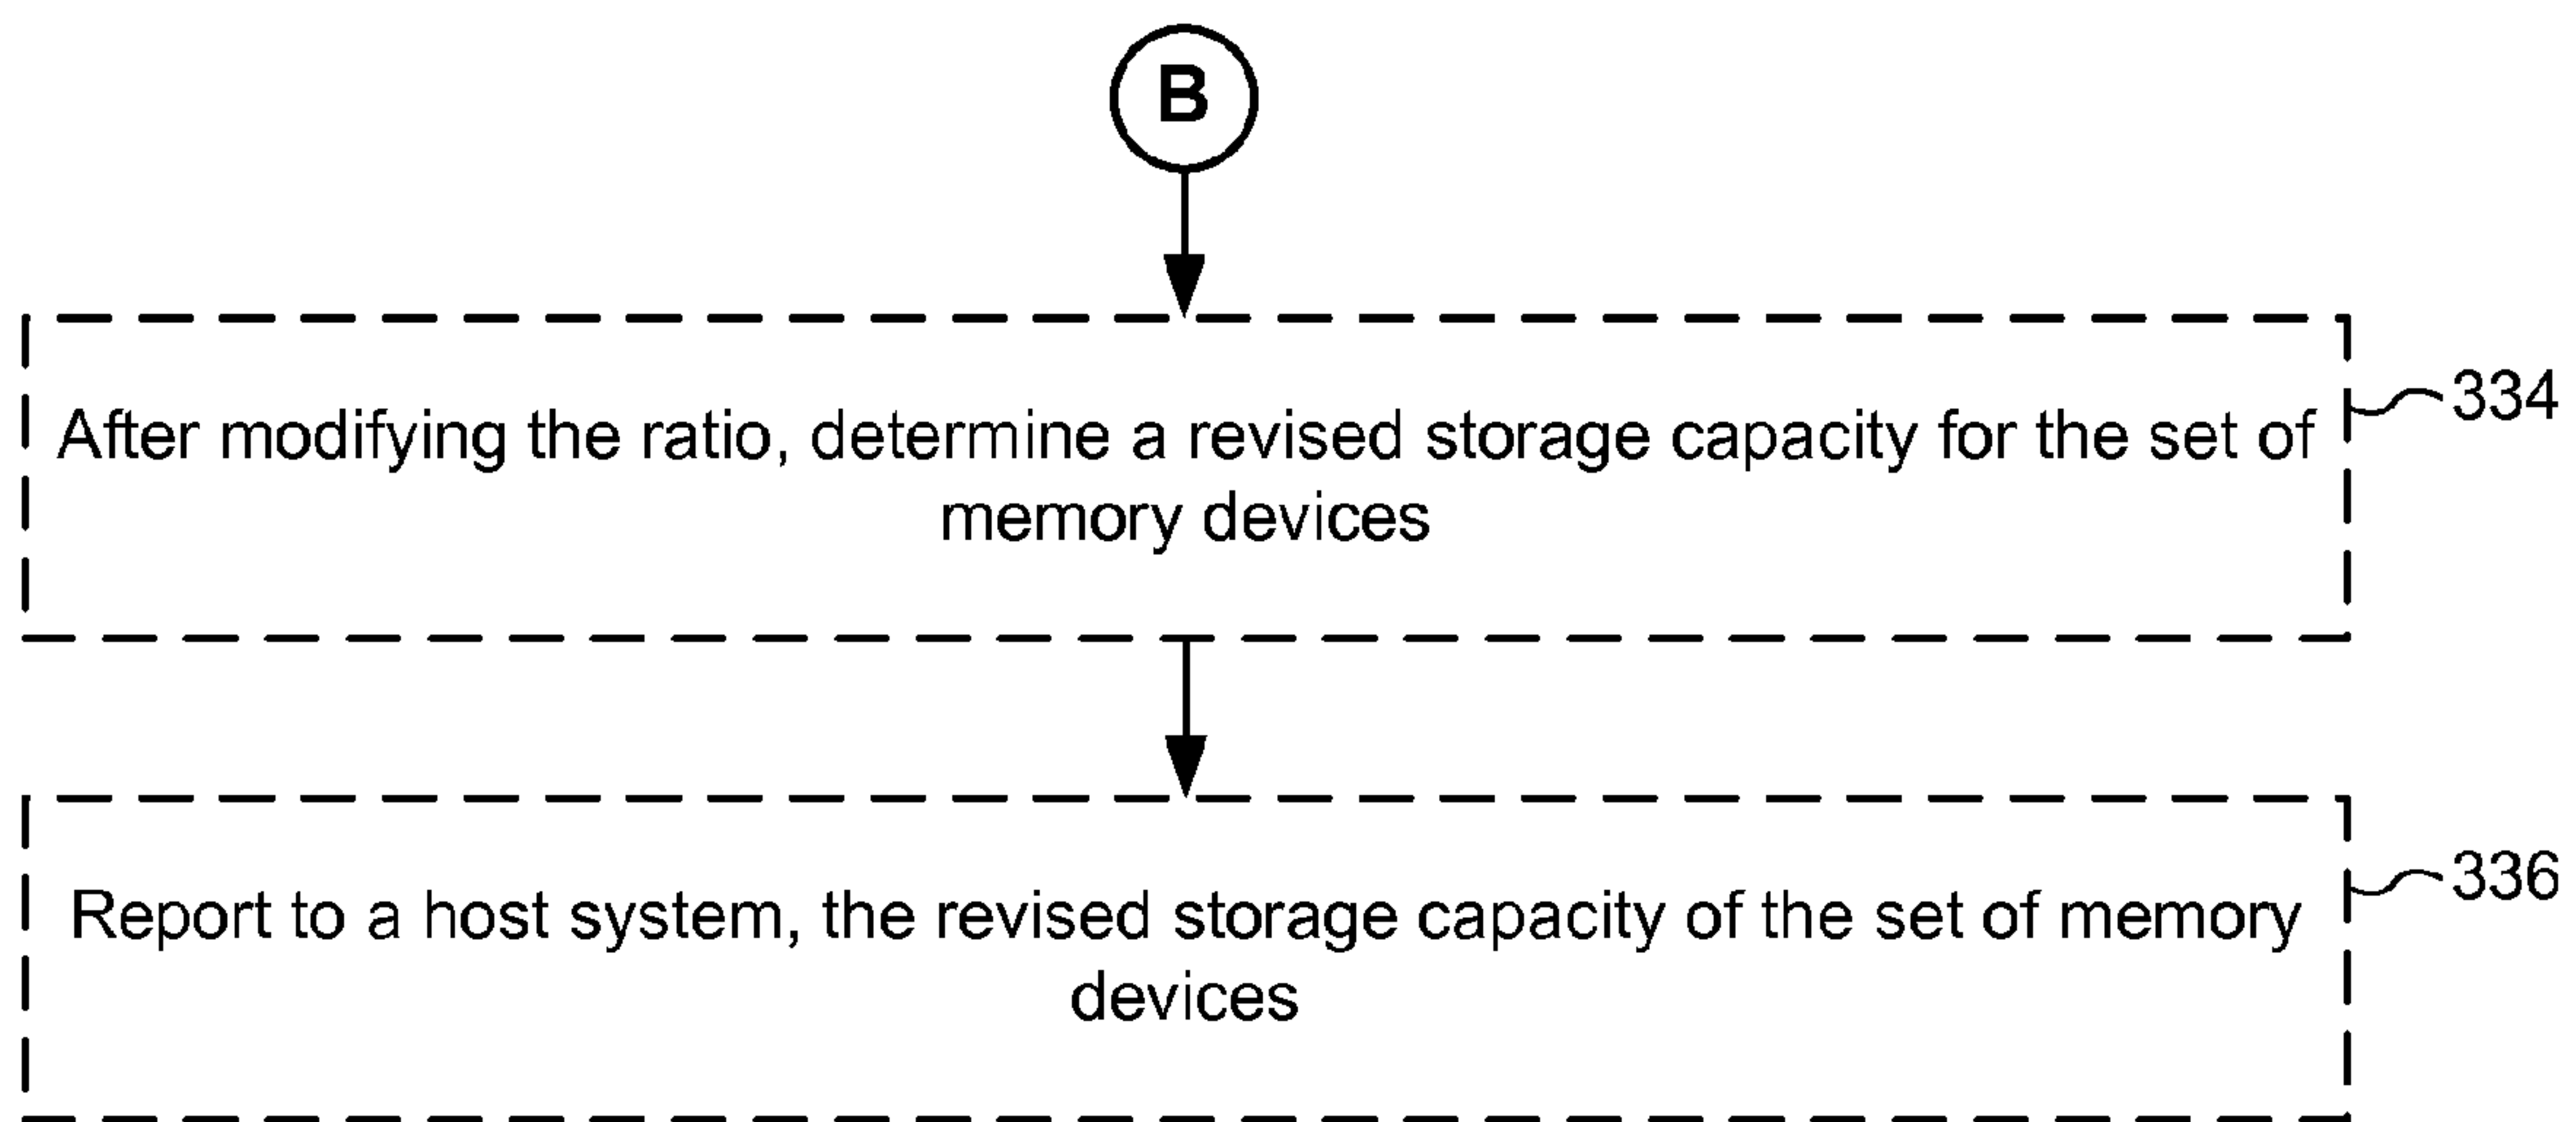 B
After modifying the ratio, determine a revised storage capacity for the set of
memory devices
334
Report to a host system, the revised storage capacity of the set of memory
devices
336